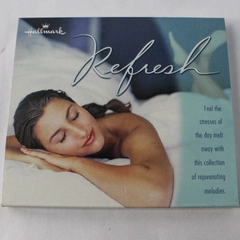 Hallmark
Refresh
Feel the
stresses of
the day melt
away with
this collection
of rejuvenating
melodies.